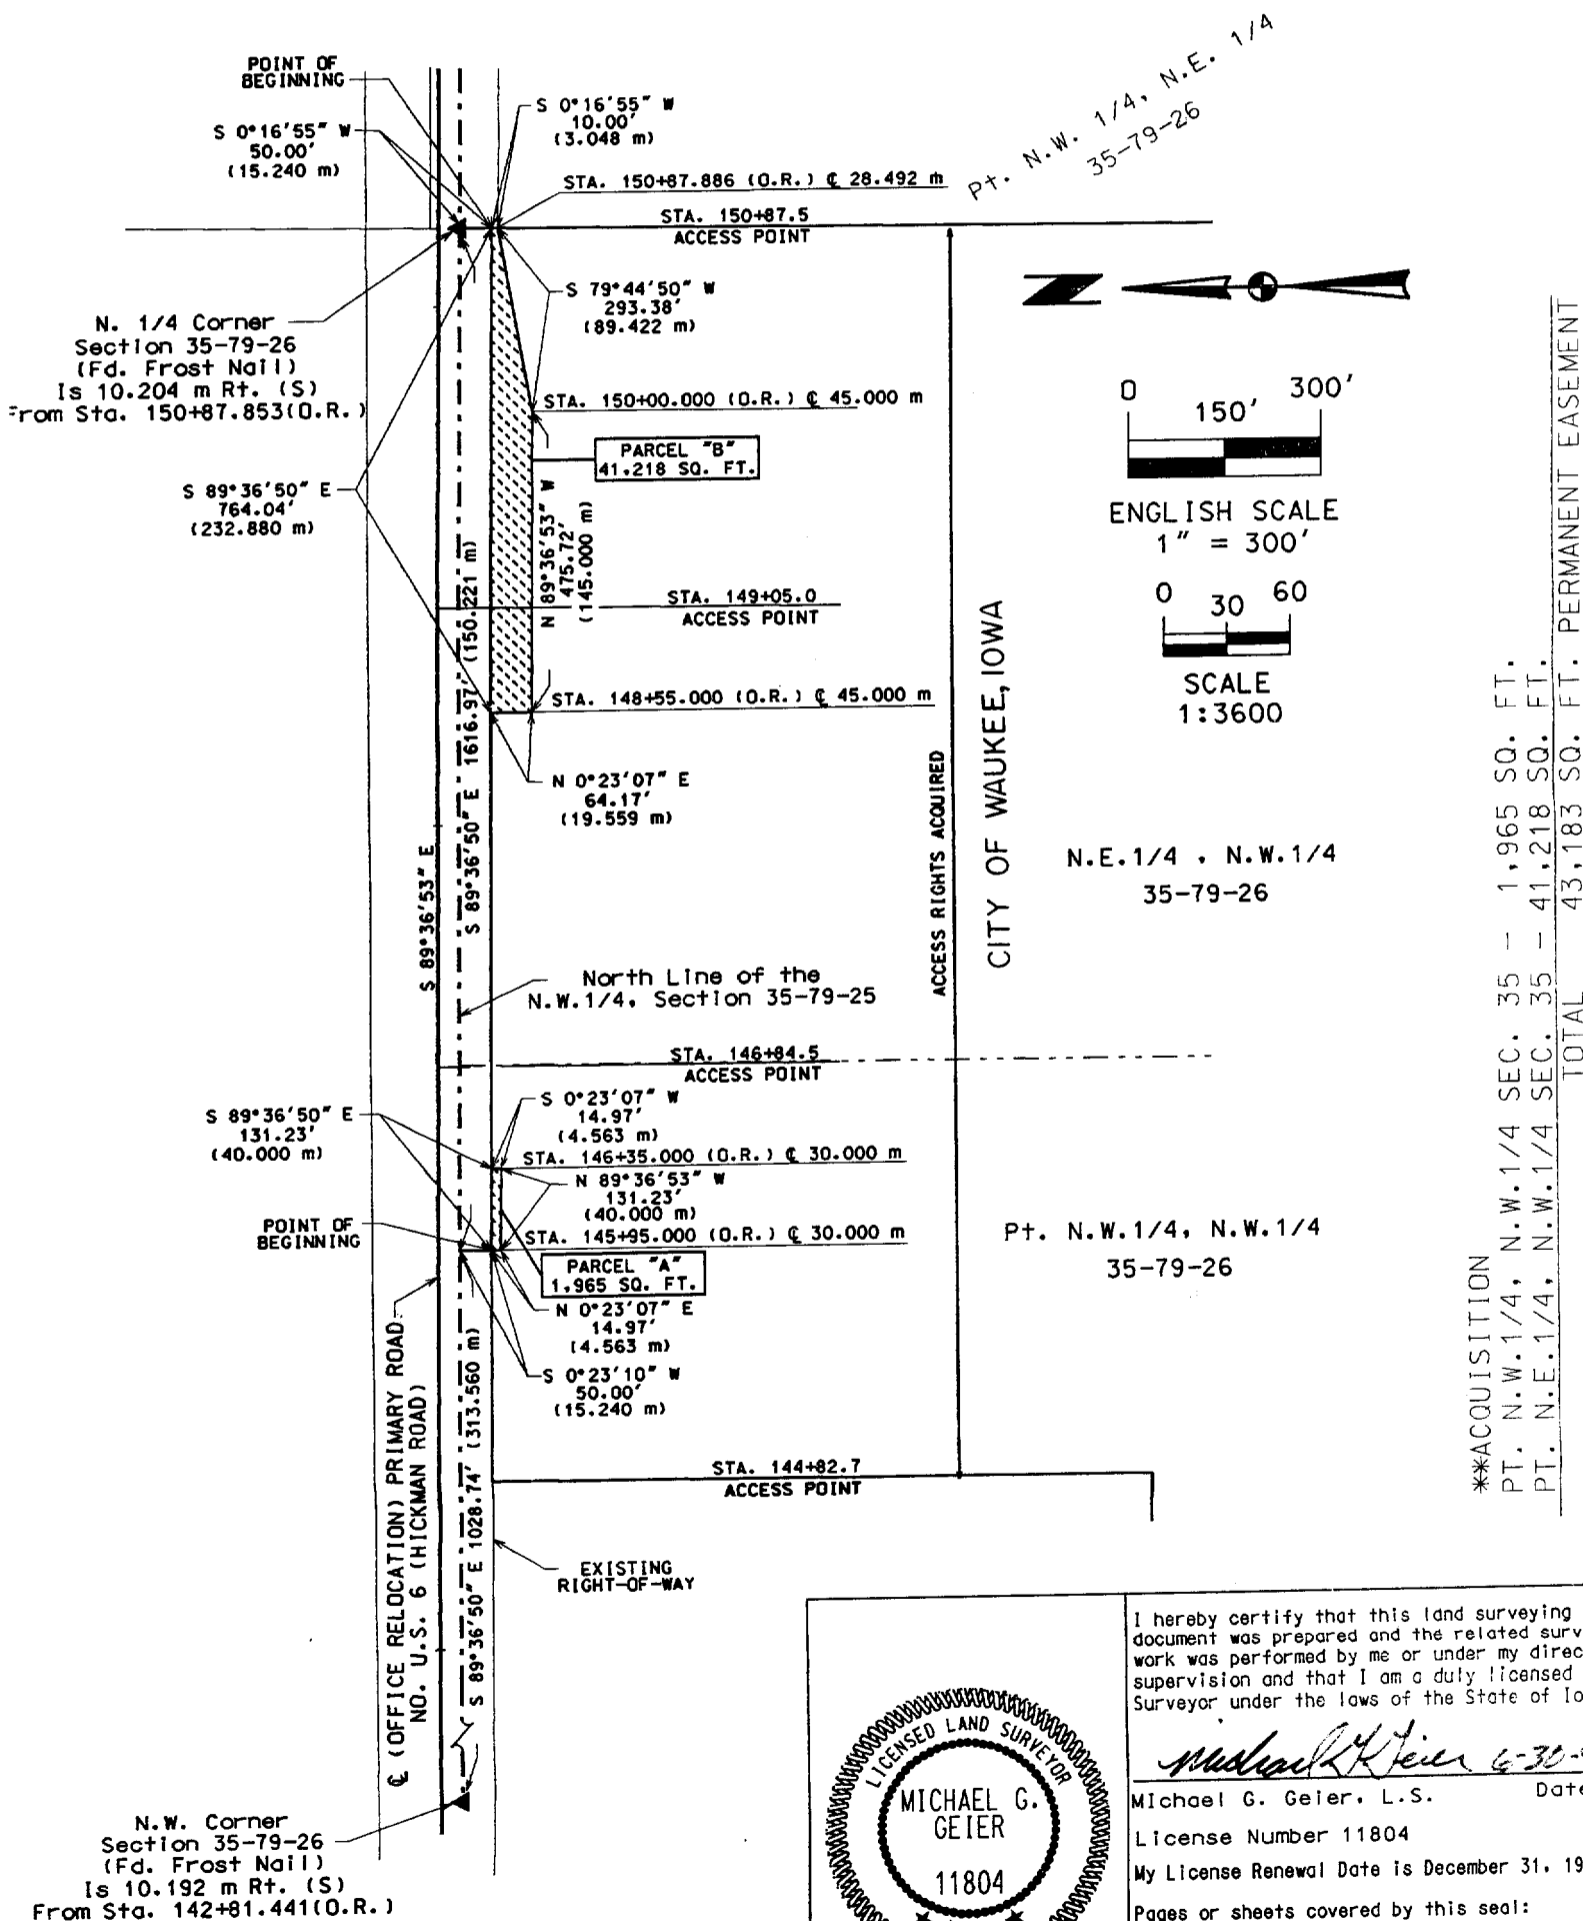 Pt. N.W. 1/4, N.E. 1/4
35-79-26
POINT OF
BEGINNING
S 0°16'55" W
50.00'
(15.240 m)
S 0°16'55" W
10.00'
(3.048 m)
STA. 150+87.886 (O.R.) ℄ 28.492 m
STA. 150+87.5
ACCESS POINT
S 79°44'50" W
293.38'
(89.422 m)
N. 1/4 Corner
Section 35-79-26
(Fd. Frost Nail)
Is 10.204 m Rt. (S)
From Sta. 150+87.853(O.R.)
STA. 150+00.000 (O.R.) ℄ 45.000 m
PARCEL "B"
41,218 SQ. FT.
S 89°36'50" E
764.04'
(232.880 m)
N 89°36'53" W
475.72'
(145.000 m)
STA. 149+05.0
ACCESS POINT
STA. 148+55.000 (O.R.) ℄ 45.000 m
N 0°23'07" E
64.17'
(19.559 m)
S 89°36'50" E 1616.97' (150.221 m)
S 89°36'53" E
North Line of the
N.W.1/4, Section 35-79-25
STA. 146+84.5
ACCESS POINT
S 89°36'50" E
131.23'
(40.000 m)
S 0°23'07" W
14.97'
(4.563 m)
STA. 146+35.000 (O.R.) ℄ 30.000 m
N 89°36'53" W
131.23'
(40.000 m)
POINT OF
BEGINNING
STA. 145+95.000 (O.R.) ℄ 30.000 m
PARCEL "A"
1,965 SQ. FT.
N 0°23'07" E
14.97'
(4.563 m)
S 0°23'10" W
50.00'
(15.240 m)
STA. 144+82.7
ACCESS POINT
EXISTING
RIGHT-OF-WAY
℄ (OFFICE RELOCATION) PRIMARY ROAD
NO. U.S. 6 (HICKMAN ROAD)
S 89°36'50" E 1028.74' (313.560 m)
N.W. Corner
Section 35-79-26
(Fd. Frost Nail)
Is 10.192 m Rt. (S)
From Sta. 142+81.441(O.R.)
ACCESS RIGHTS ACQUIRED
CITY OF WAUKEE, IOWA
N
0 150' 300'
ENGLISH SCALE
1" = 300'
0 30 60
SCALE
1:3600
N.E.1/4 , N.W.1/4
35-79-26
Pt. N.W.1/4, N.W.1/4
35-79-26
**ACQUISITION
PT. N.W.1/4, N.W.1/4 SEC. 35 - 1,965 SQ. FT.
PT. N.E.1/4, N.W.1/4 SEC. 35 - 41,218 SQ. FT.
TOTAL 43,183 SQ. FT. PERMANENT EASEMENT
LICENSED LAND SURVEYOR
MICHAEL G.
GEIER
11804
I hereby certify that this land surveying
document was prepared and the related surv
work was performed by me or under my direc
supervision and that I am a duly licensed
Surveyor under the laws of the State of Io
6-30-
Michael G. Geier, L.S. Date
License Number 11804
My License Renewal Date is December 31, 19
Pages or sheets covered by this seal: